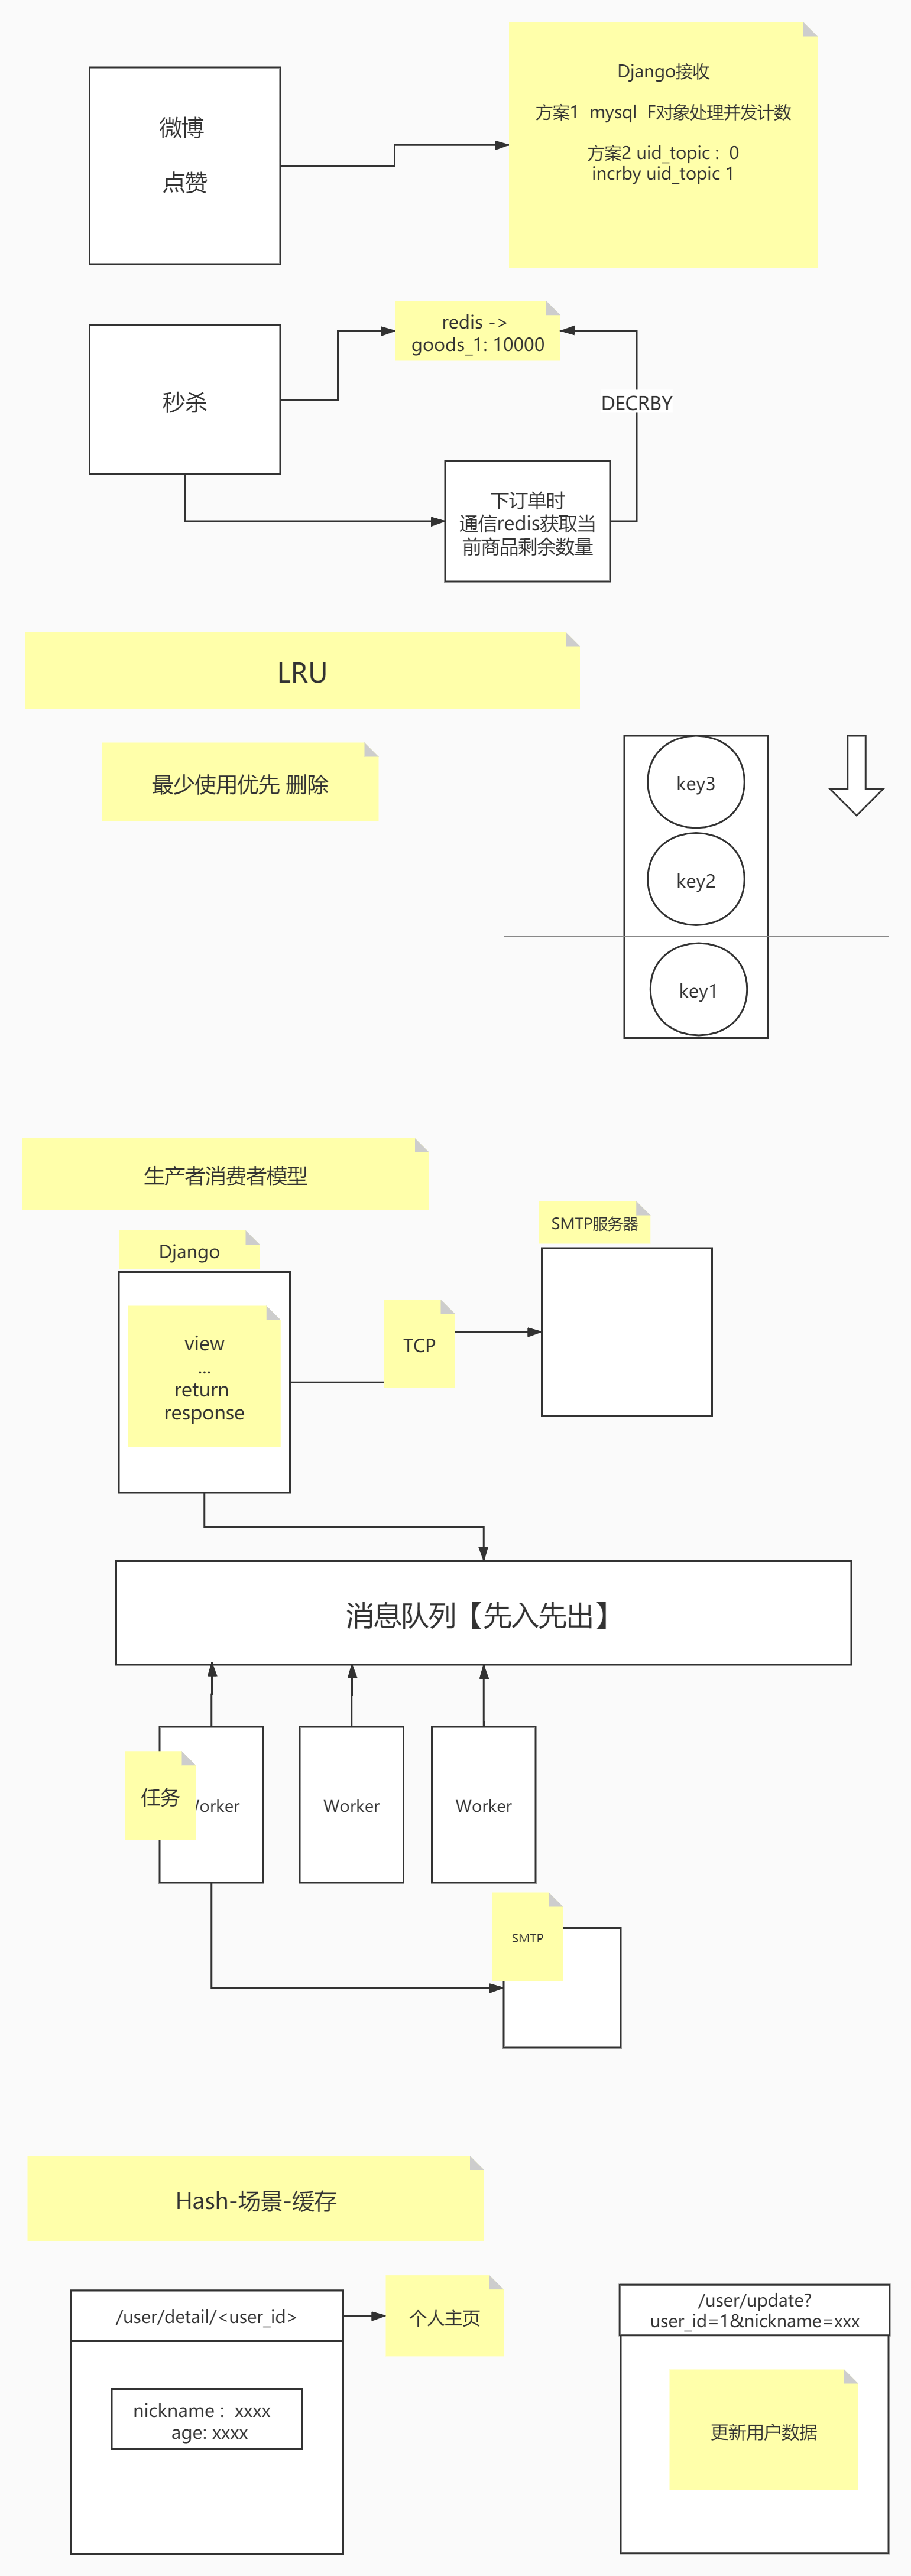 微博
点赞
Django接收
方案1  mysql  F对象处理并发计数
方案2 uid_topic :  0
incrby uid_topic 1
秒杀
redis ->
goods_1: 10000
DECRBY
下订单时
通信redis获取当
前商品剩余数量
LRU
最少使用优先 删除
key3
key2
key1
生产者消费者模型
Django
view
...
return
response
TCP
SMTP服务器
消息队列【先入先出】
任务
orker
Worker
Worker
SMTP
Hash-场景-缓存
/user/detail/<user_id>
个人主页
nickname :  xxxx
age: xxxx
/user/update?
user_id=1&nickname=xxx
更新用户数据